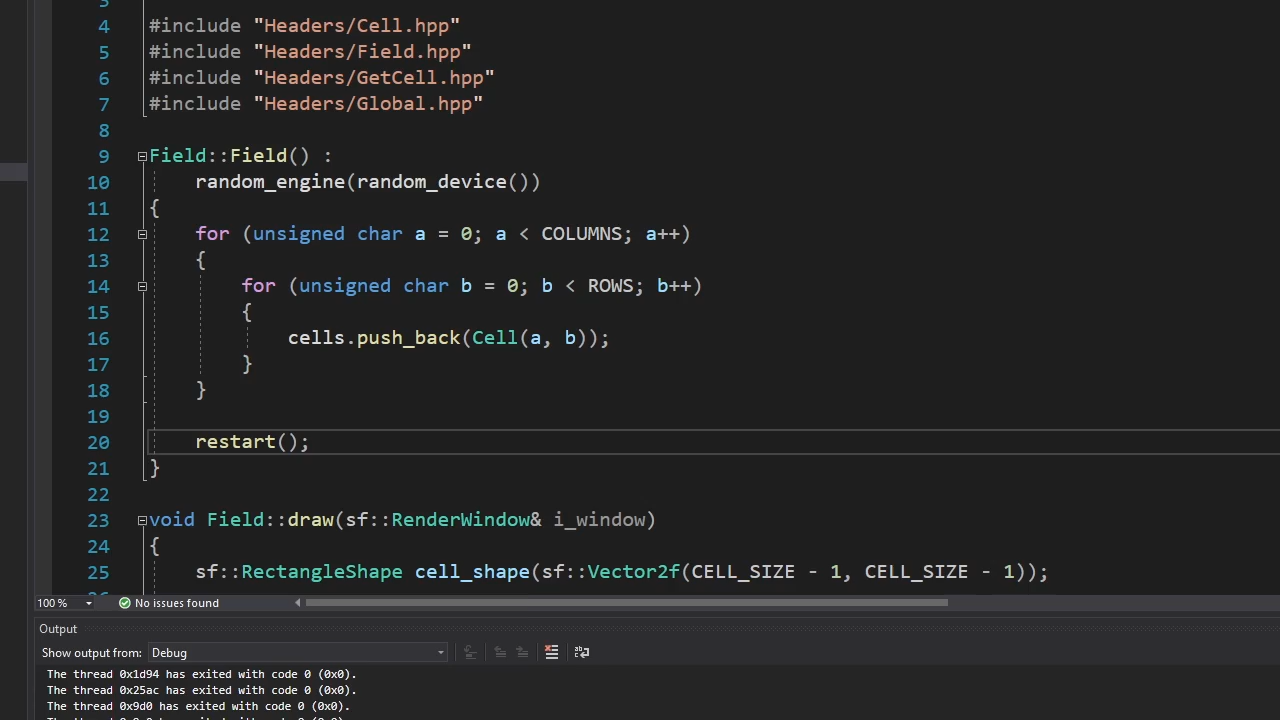 3
4 #include "Headers/Cell.hpp"
5 #include "Headers/Field.hpp"
6 #include "Headers/GetCell.hpp"
7 #include "Headers/Global.hpp"
8
9 Field::Field() :
10 random_engine(random_device())
11 {
12 for (unsigned char a = 0; a < COLUMNS; a++)
13 {
14 for (unsigned char b = 0; b < ROWS; b++)
15 {
16 cells.push_back(Cell(a, b));
17 }
18 }
19
20 restart();
21 }
22
23 void Field::draw(sf::RenderWindow& i_window)
24 {
25 sf::RectangleShape cell_shape(sf::Vector2f(CELL_SIZE - 1, CELL_SIZE - 1));
100 % No issues found
Output
Show output from: Debug
The thread 0x1d94 has exited with code 0 (0x0).
The thread 0x25ac has exited with code 0 (0x0).
The thread 0x9d0 has exited with code 0 (0x0).